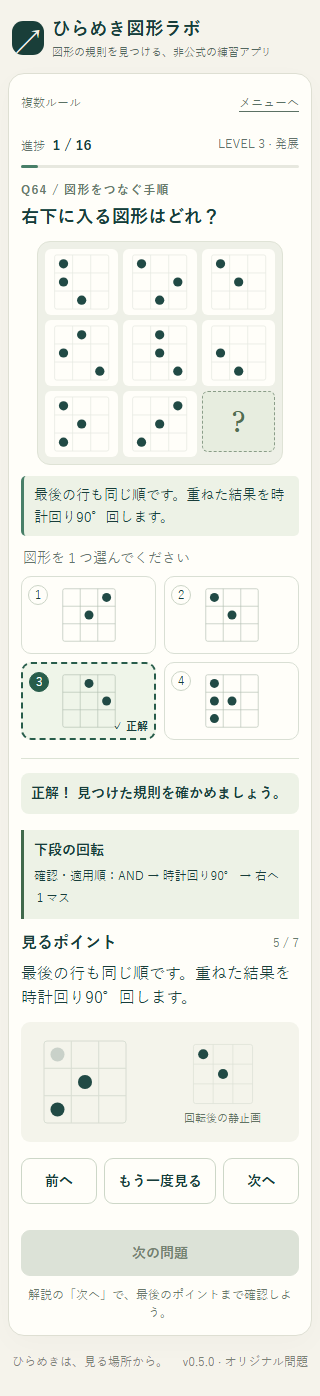 ひらめき図形ラボ
図形の規則を見つける、非公式の練習アプリ
複数ルール
メニューへ
進捗 1 / 16
LEVEL 3 · 発展
Q64 / 図形をつなぐ手順
右下に入る図形はどれ？
?
最後の行も同じ順です。重ねた結果を時
計回り90°回します。
図形を1つ選んでください
1
2
3
✓ 正解
4
正解！ 見つけた規則を確かめましょう。
下段の回転
確認・適用順：AND → 時計回り90° → 右へ
1マス
見るポイント
5 / 7
最後の行も同じ順です。重ねた結果を
時計回り90°回します。
回転後の静止画
前へ
もう一度見る
次へ
次の問題
解説の「次へ」で、最後のポイントまで確認しよ
う。
ひらめきは、見る場所から。
v0.5.0 · オリジナル問題